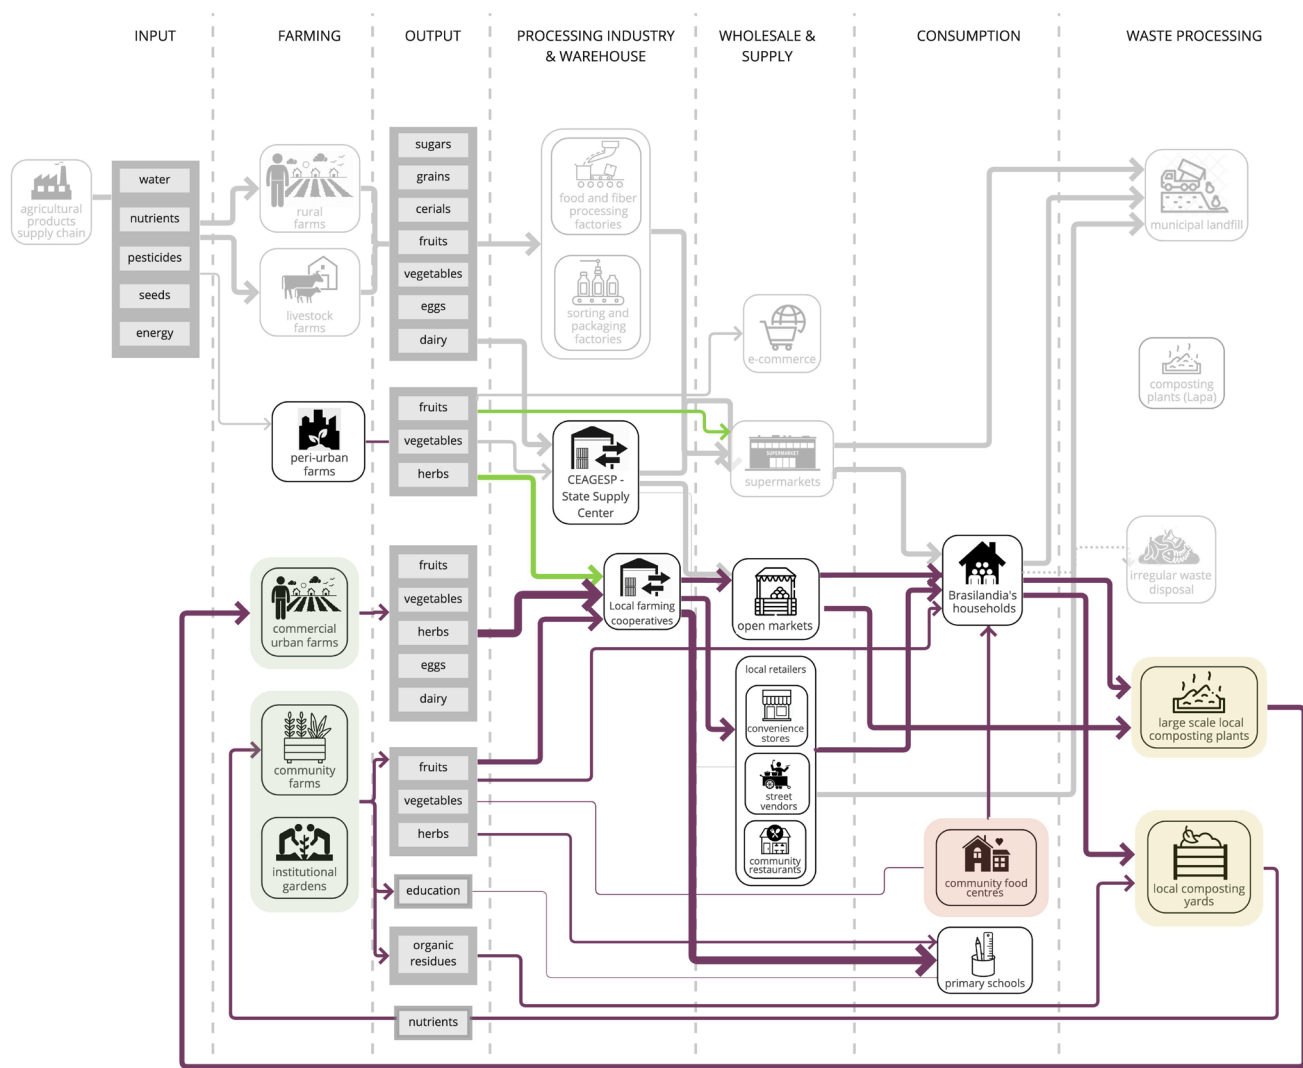 INPUT
FARMING
OUTPUT
PROCESSING INDUSTRY
& WAREHOUSE
WHOLESALE &
SUPPLY
CONSUMPTION
WASTE PROCESSING
agricultural
products
supply chain
water
nutrients
pesticides
seeds
energy
rural
farms
livestock
farms
sugars
grains
cerials
fruits
vegetables
eggs
dairy
food and fiber
processing
factories
sorting and
packaging
factories
e-commerce
municipal landfill
composting
plants (Lapa)
peri-urban
farms
fruits
vegetables
herbs
CEAGESP -
State Supply
Center
SUPERMARKET
supermarkets
irregular waste
disposal
commercial
urban farms
fruits
vegetables
herbs
eggs
dairy
Local farming
cooperatives
open markets
Brasilandia's
households
local retailers
convenience
stores
street
vendors
community
restaurants
large scale local
composting plants
community
farms
institutional
gardens
fruits
vegetables
herbs
education
organic
residues
nutrients
community food
centres
primary schools
local composting
yards